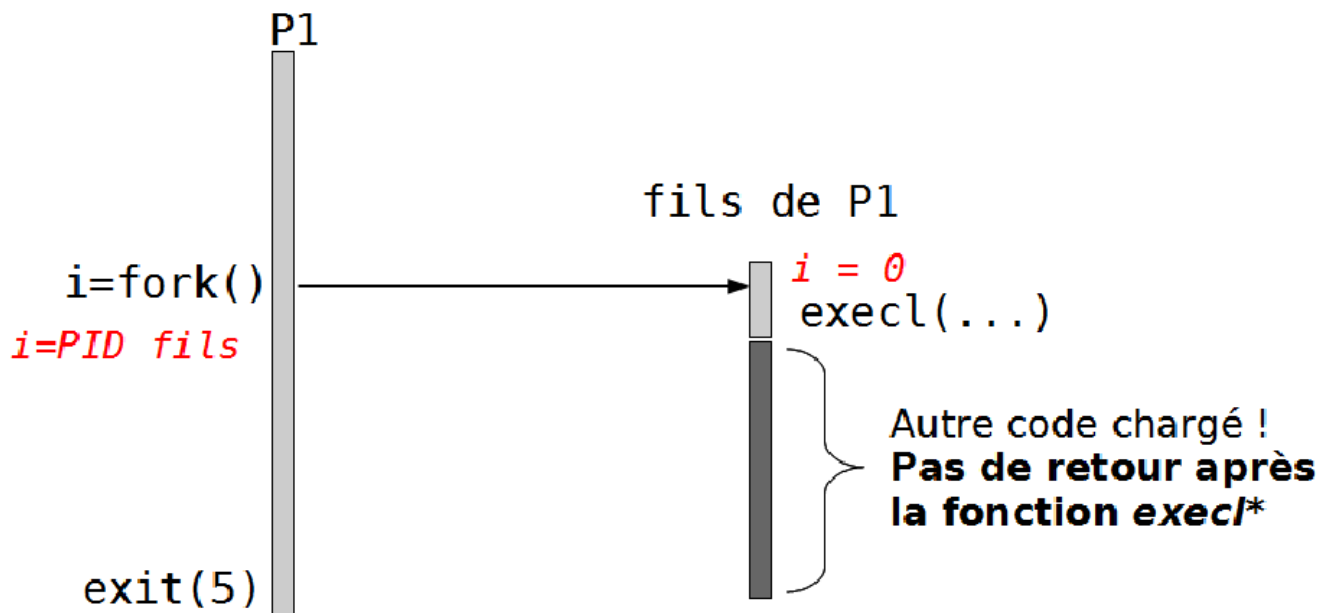 P1
fils de P1
i=fork()
i = 0
execl(...)
i=PID fils
Autre code chargé !
Pas de retour après
la fonction execl*
exit(5)